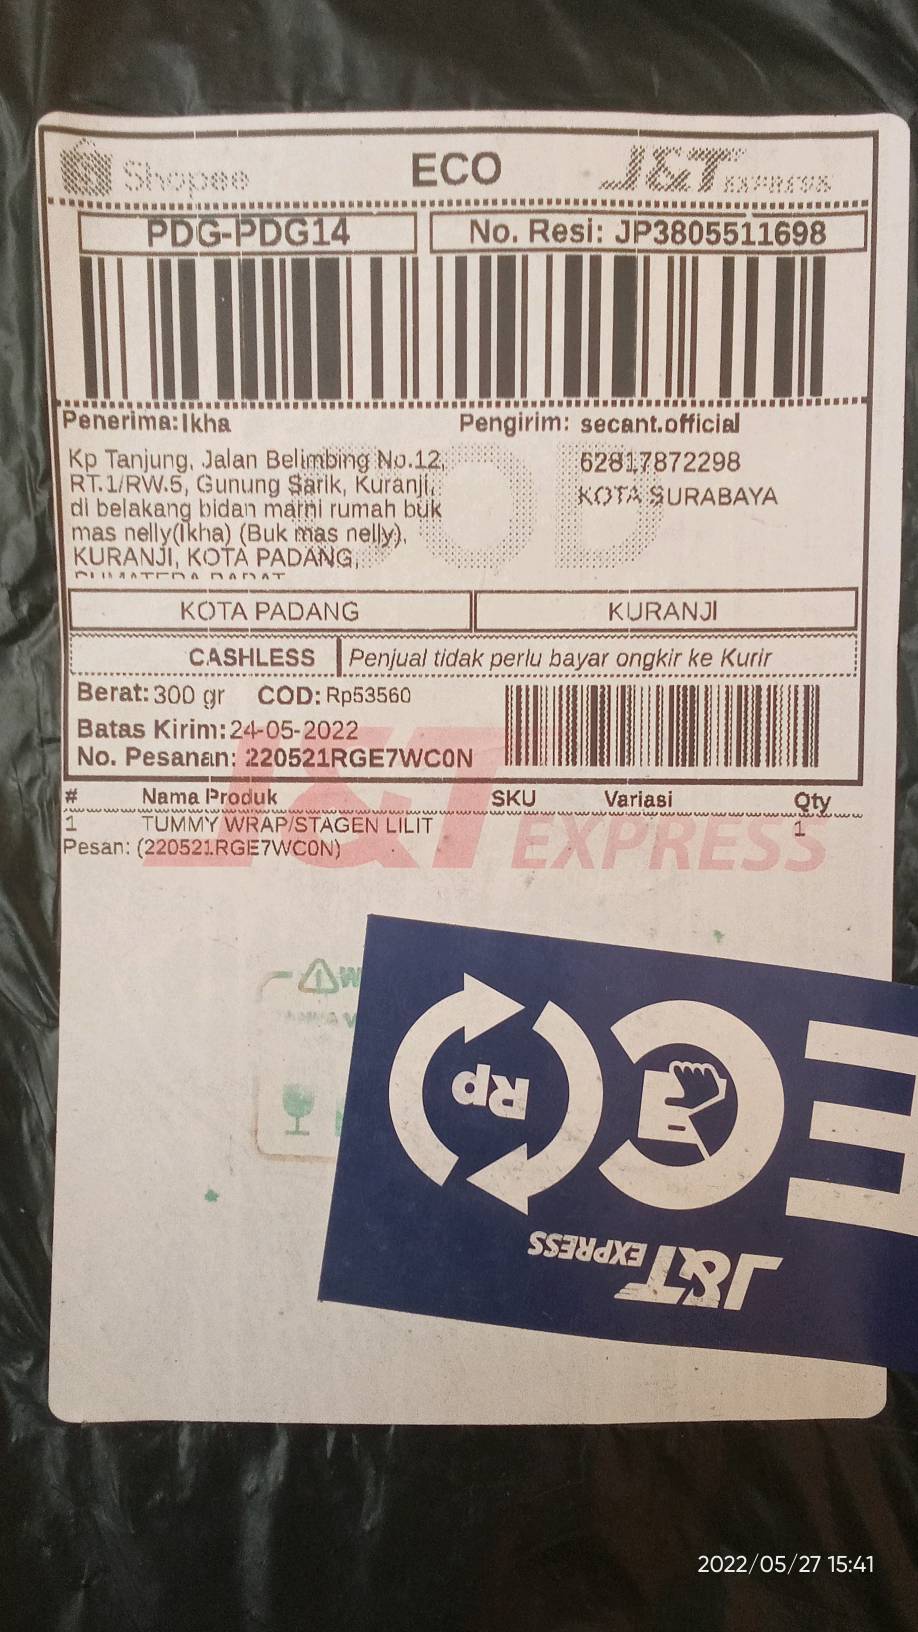 Shopee ECO J&T EXPRESS
PDG-PDG14 No. Resi: JP3805511698
Penerima: Ikha Pengirim: secant.official
Kp Tanjung, Jalan Belimbing No.12, 62817872298
RT.1/RW.5, Gunung Sarik, Kuranji, KOTA SURABAYA
di belakang bidan marni rumah buk
mas nelly(Ikha) (Buk mas nelly),
KURANJI, KOTA PADANG,
SUMATERA BARAT
COD
KOTA PADANG KURANJI
CASHLESS Penjual tidak perlu bayar ongkir ke Kurir
Berat: 300 gr COD: Rp53560
Batas Kirim: 24-05-2022
No. Pesanan: 220521RGE7WC0N
# Nama Produk SKU Variasi Qty
1 TUMMY WRAP/STAGEN LILIT 1
Pesan: (220521RGE7WC0N)
J&T EXPRESS
ECO
Rp
J&T EXPRESS
2022/05/27 15:41